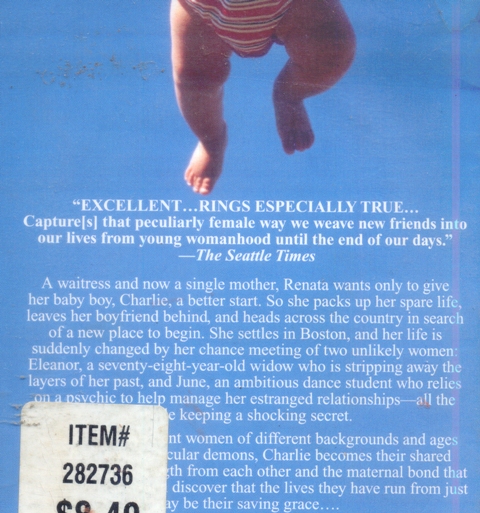 “EXCELLENT…RINGS ESPECIALLY TRUE…
Capture[s] that peculiarly female way we weave new friends into
our lives from young womanhood until the end of our days.”
—The Seattle Times
A waitress and now a single mother, Renata wants only to give
her baby boy, Charlie, a better start. So she packs up her spare life,
leaves her boyfriend behind, and heads across the country in search
of a new place to begin. She settles in Boston, and her life is
suddenly changed by her chance meeting of two unlikely women:
Eleanor, a seventy-eight-year-old widow who is stripping away the
layers of her past, and June, an ambitious dance student who relies
on a psychic to help manage her estranged relationships—all the
keeping a shocking secret.
women of different backgrounds and ages
demons, Charlie becomes their shared
from each other and the maternal bond that
discover that the lives they have run from just
be their saving grace….
ITEM#
282736
$8.49